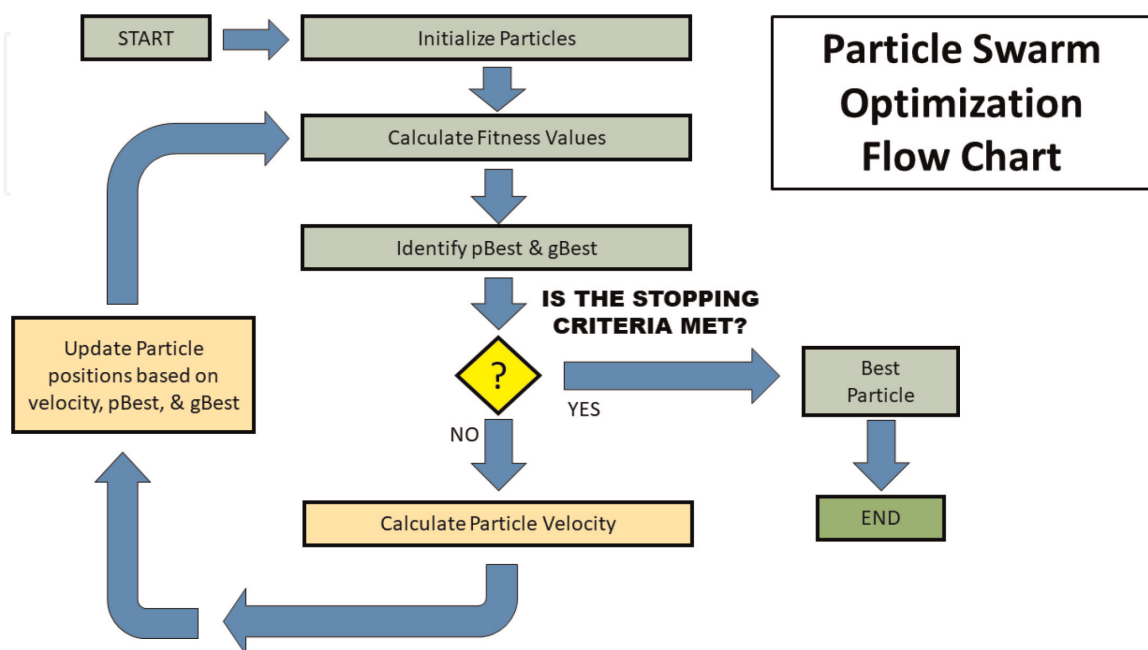 START
Initialize Particles
Particle Swarm
Optimization
Flow Chart
Calculate Fitness Values
Identify pBest & gBest
IS THE STOPPING
CRITERIA MET?
Update Particle
positions based on
velocity, pBest, & gBest
?
YES
NO
Best
Particle
Calculate Particle Velocity
END